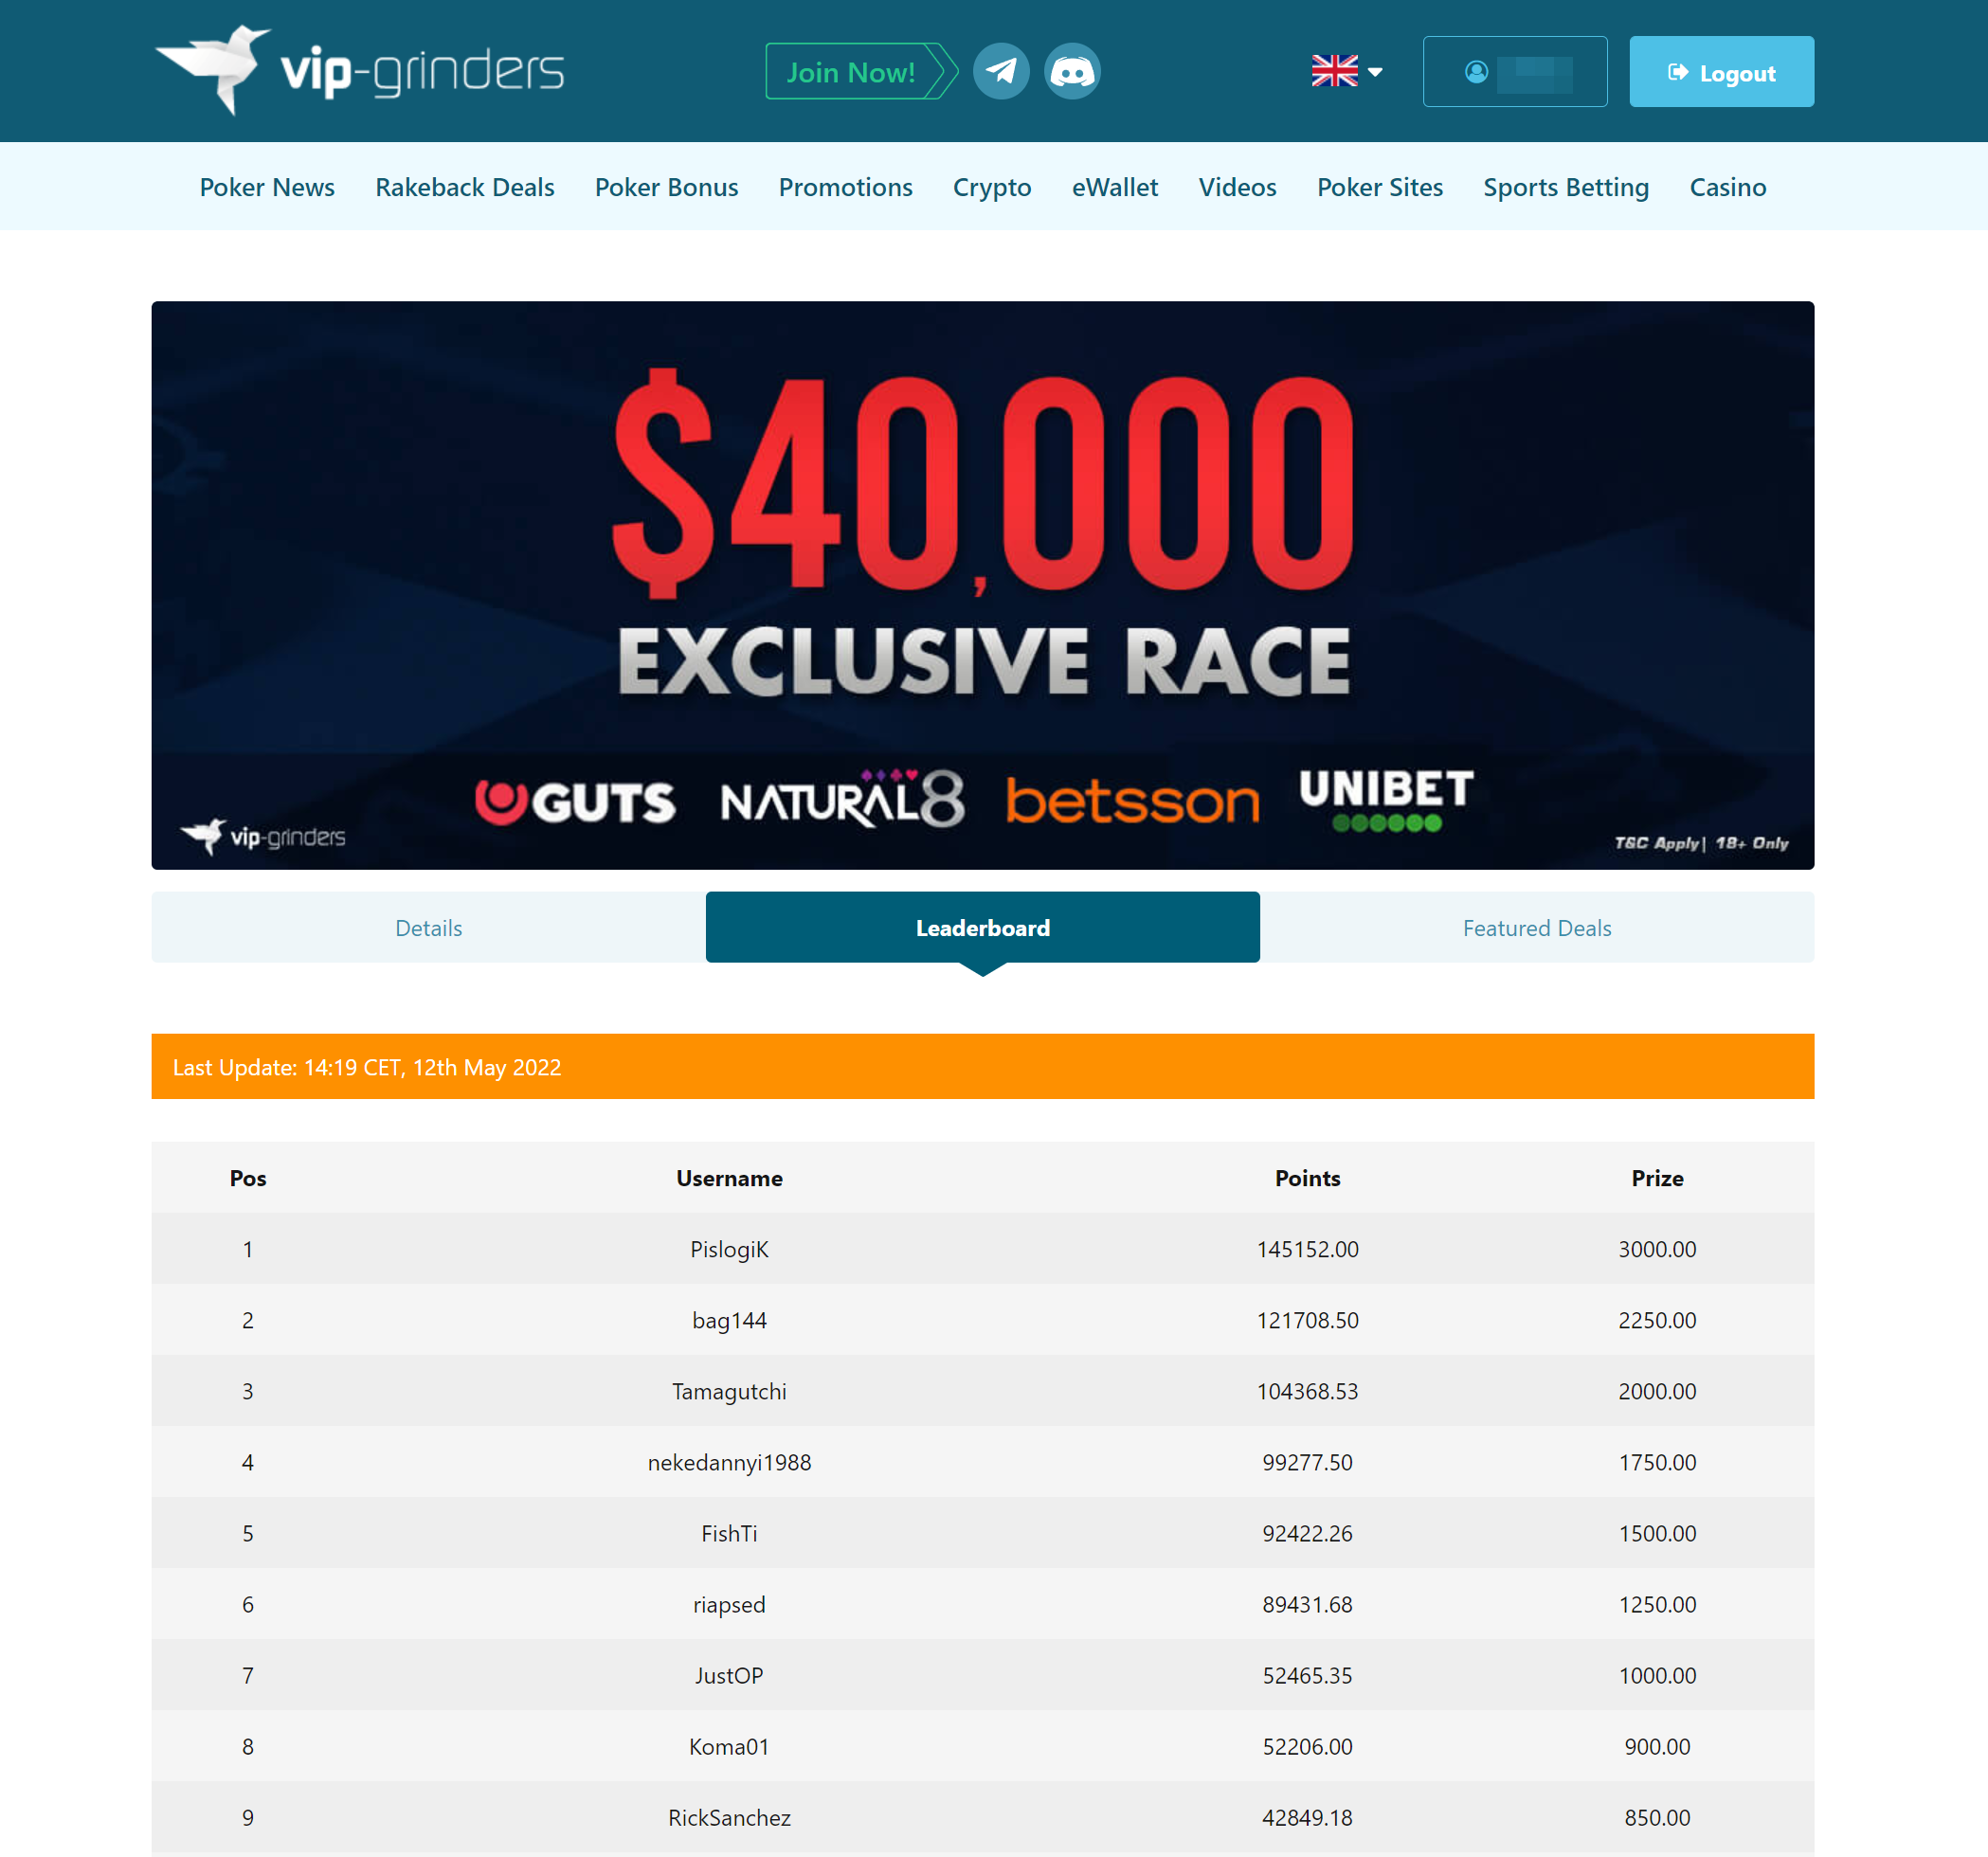 vip-grinders
Join Now!
Logout
Poker News Rakeback Deals Poker Bonus Promotions Crypto eWallet Videos Poker Sites Sports Betting Casino
$40,000
EXCLUSIVE RACE
GUTS NATURAL8 betsson UNIBET
vip-grinders
T&C Apply| 18+ Only
Details Leaderboard Featured Deals
Last Update: 14:19 CET, 12th May 2022
Pos Username Points Prize
1 PislogiK 145152.00 3000.00
2 bag144 121708.50 2250.00
3 Tamagutchi 104368.53 2000.00
4 nekedannyi1988 99277.50 1750.00
5 FishTi 92422.26 1500.00
6 riapsed 89431.68 1250.00
7 JustOP 52465.35 1000.00
8 Koma01 52206.00 900.00
9 RickSanchez 42849.18 850.00